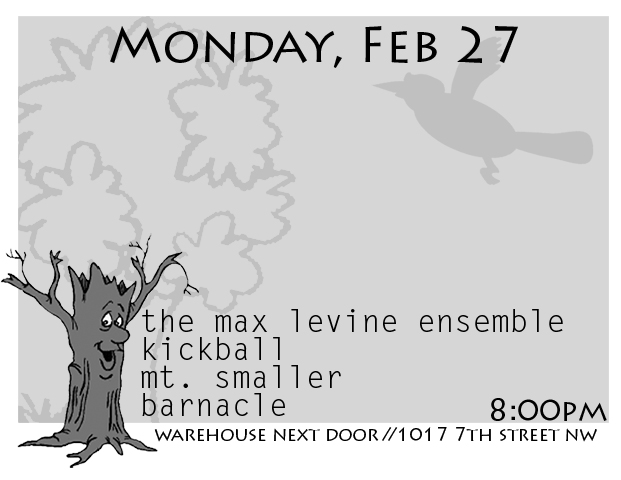 Monday, Feb 27
the max levine ensemble
kickball
mt. smaller
barnacle
8:00pm
warehouse next door//1017 7th street nw